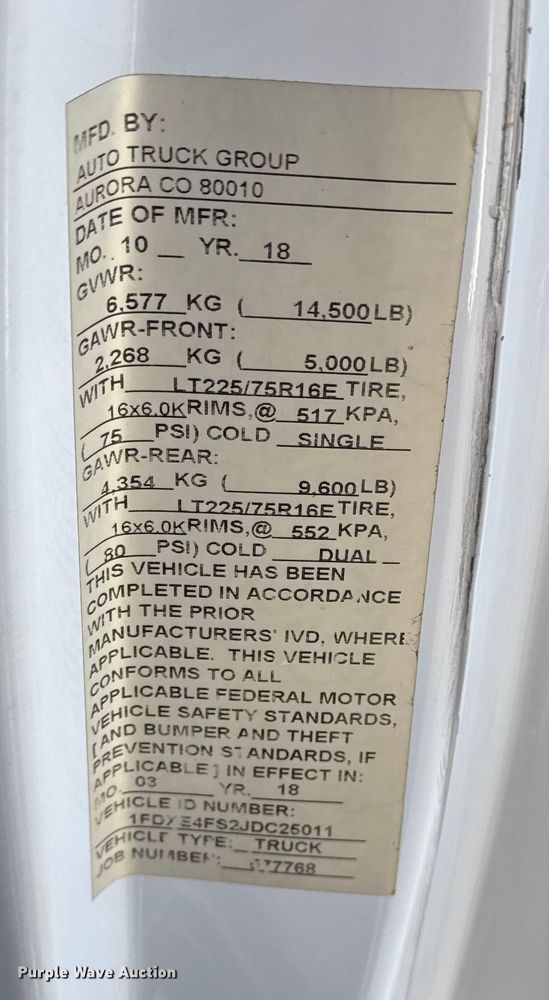 MFD. BY:
AUTO TRUCK GROUP
AURORA CO 80010
DATE OF MFR:
MO. 10 YR. 18
GVWR:
6,577 KG ( 14,500 LB)
GAWR-FRONT:
2,268 KG ( 5,000 LB)
WITH LT225/75R16E TIRE,
16x6.0K RIMS,@ 517 KPA,
( 75 PSI) COLD SINGLE
GAWR-REAR:
4,354 KG ( 9,600 LB)
WITH LT225/75R16E TIRE,
16x6.0K RIMS,@ 552 KPA,
( 80 PSI) COLD DUAL
THIS VEHICLE HAS BEEN
COMPLETED IN ACCORDANCE
WITH THE PRIOR
MANUFACTURERS' IVD, WHERE
APPLICABLE. THIS VEHICLE
CONFORMS TO ALL
APPLICABLE FEDERAL MOTOR
VEHICLE SAFETY STANDARDS,
[ AND BUMPER AND THEFT
PREVENTION STANDARDS, IF
APPLICABLE ] IN EFFECT IN:
MO. 03 YR. 18
VEHICLE ID NUMBER:
1FDXE4FS2JDC25011
VEHICLE TYPE: TRUCK
JOB NUMBER:
Purple Wave Auction